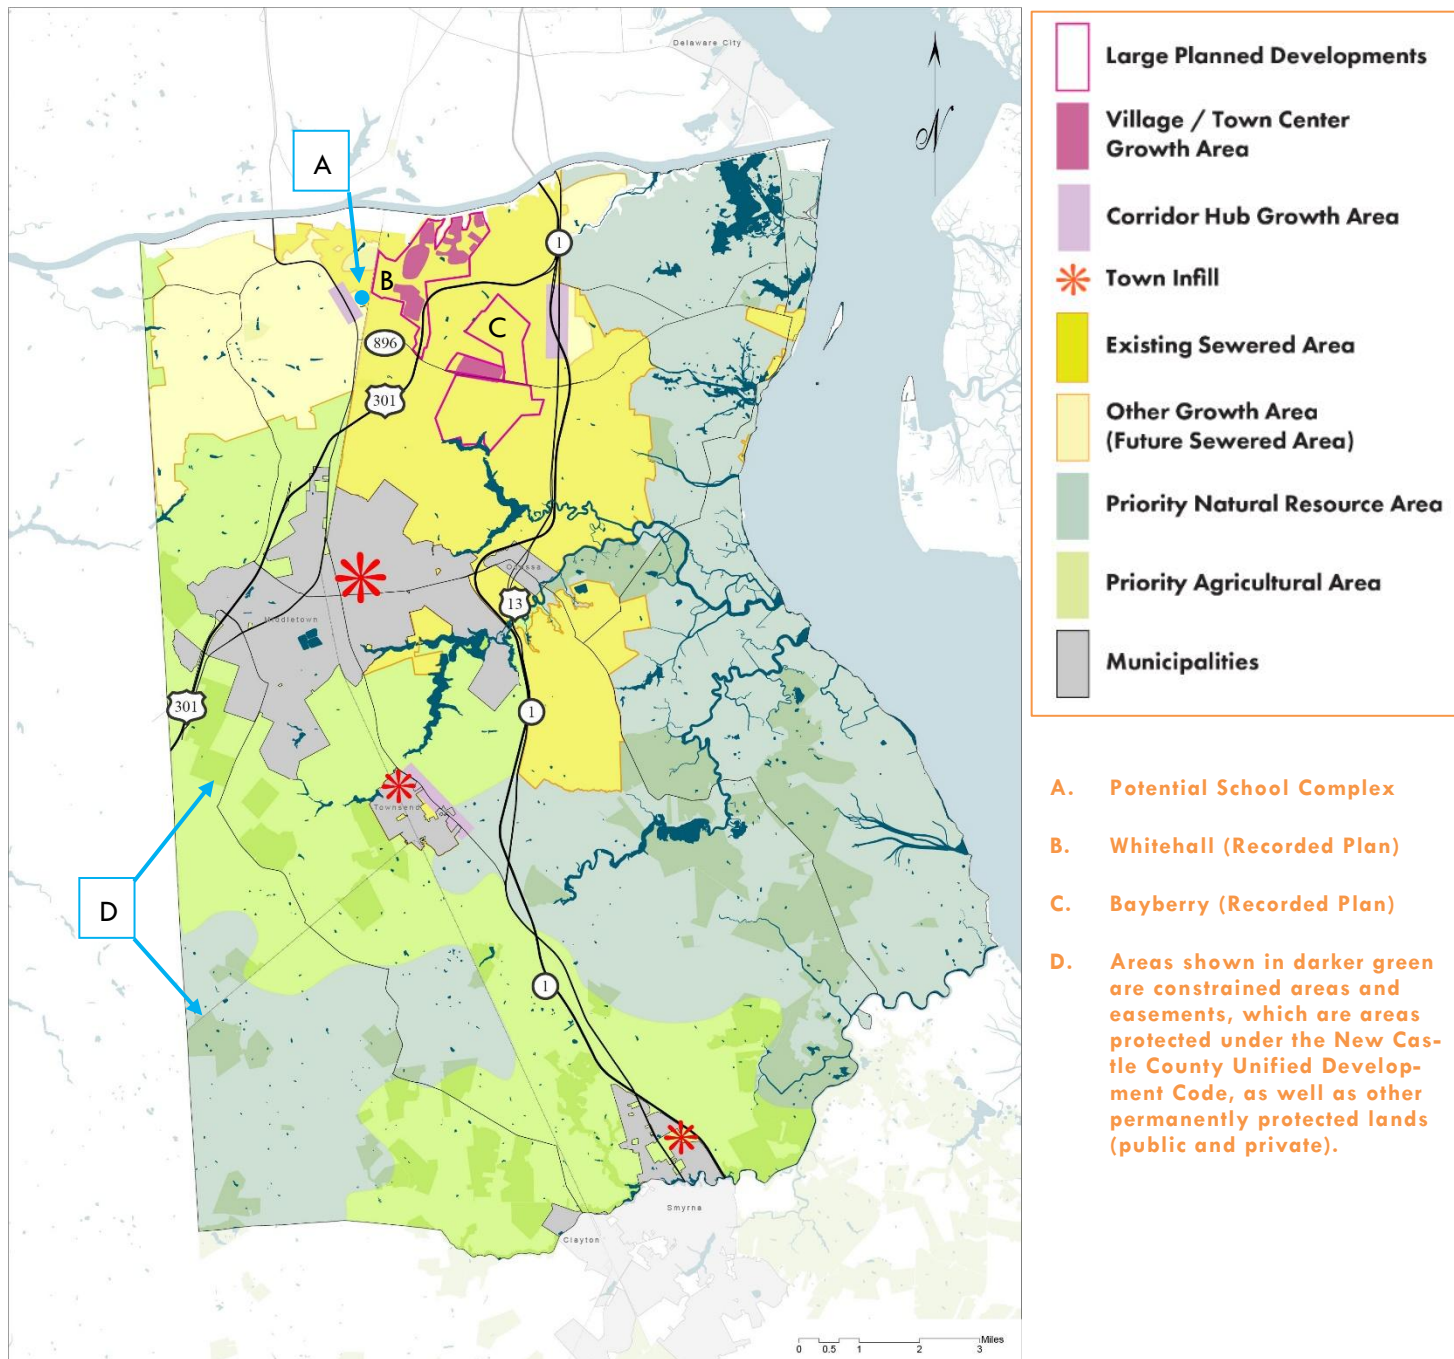 Delaware City
N
A
B
1
C
896
301
Odessa
13
Middletown
301
1
Townsend
D
1
Smyrna
Clayton
Miles
0 0.5 1 2 3
Large Planned Developments
Village / Town Center
Growth Area
Corridor Hub Growth Area
Town Infill
Existing Sewered Area
Other Growth Area
(Future Sewered Area)
Priority Natural Resource Area
Priority Agricultural Area
Municipalities
A. Potential School Complex
B. Whitehall (Recorded Plan)
C. Bayberry (Recorded Plan)
D. Areas shown in darker green
are constrained areas and
easements, which are areas
protected under the New Cas-
tle County Unified Develop-
ment Code, as well as other
permanently protected lands
(public and private).